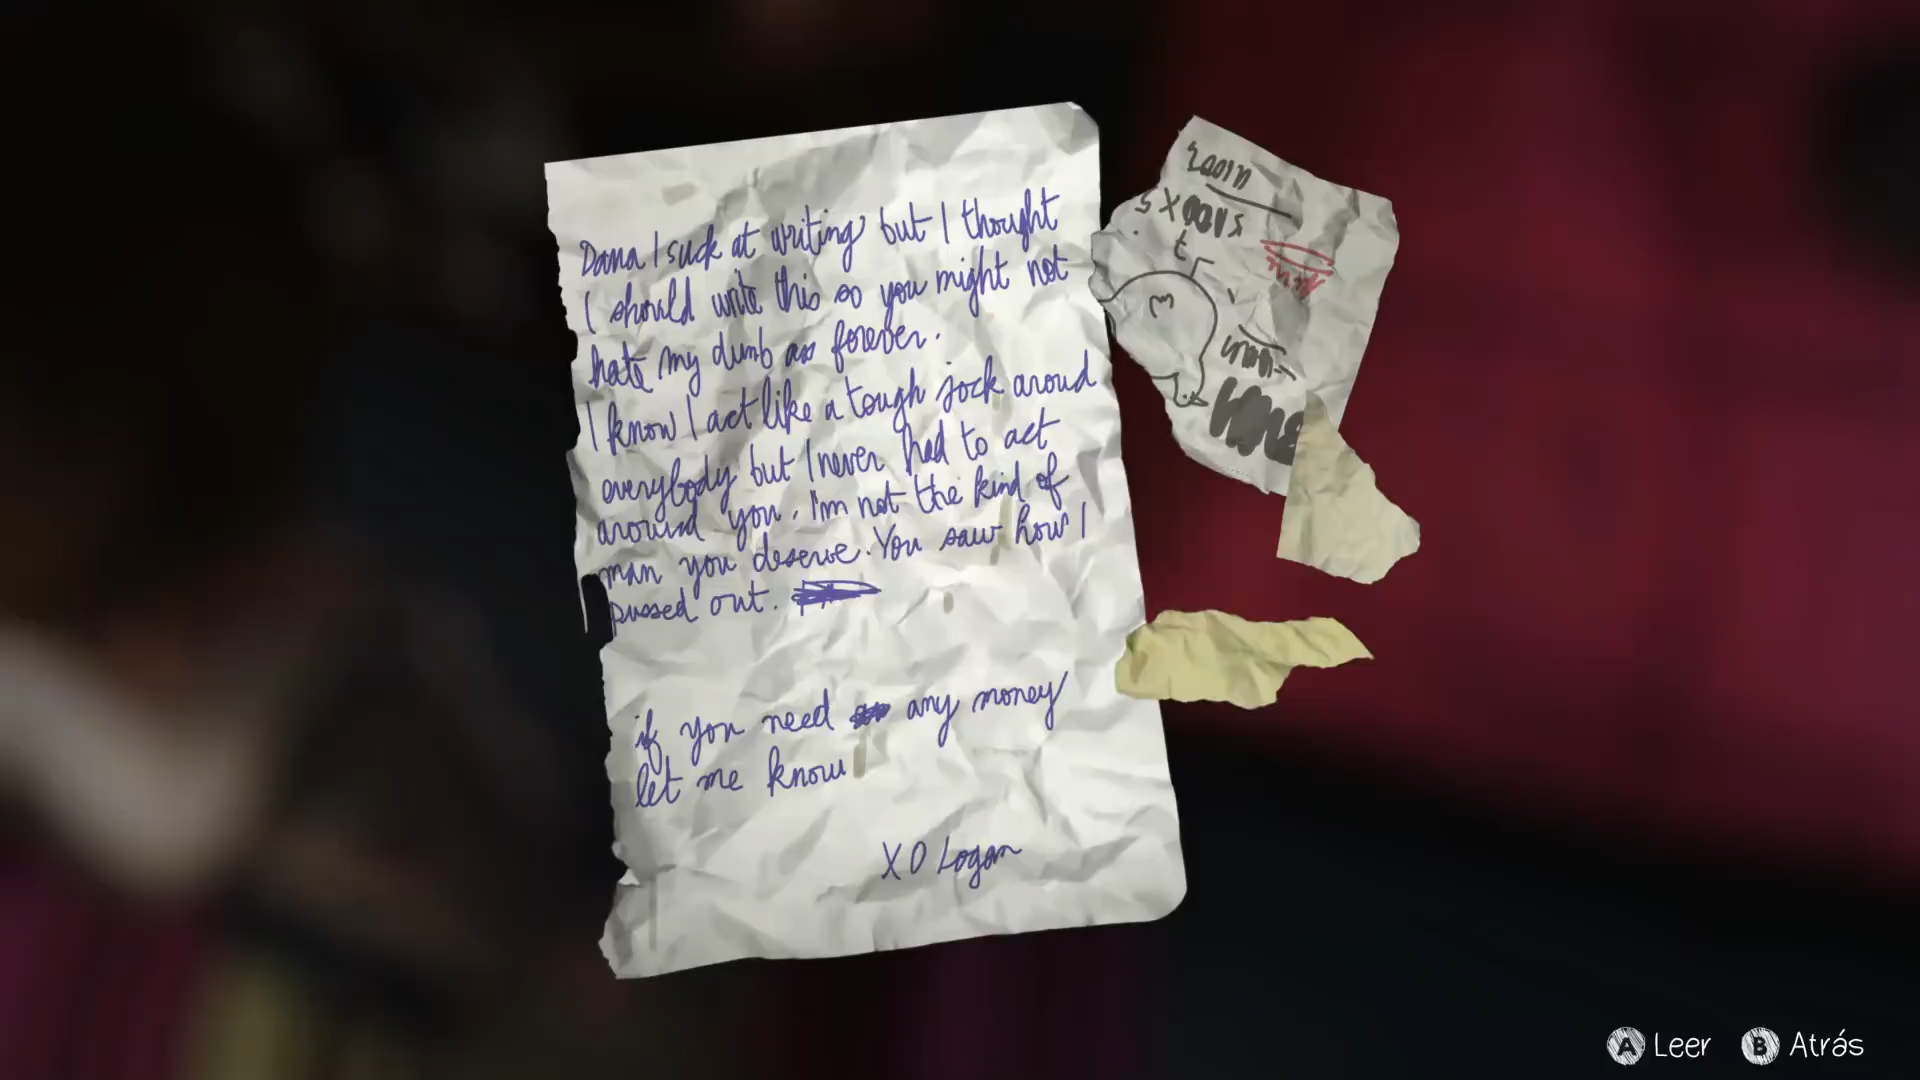 Dana I suck at writing but I thought
I should write this so you might not
hate my dumb ass forever.
I know I act like a tough jock aroud
everybody but I never had to act
around you. I'm not the kind of
man you deserve. You saw how I
pussed out.
if you need any money
let me know
XO Logan
A Leer B Atrás